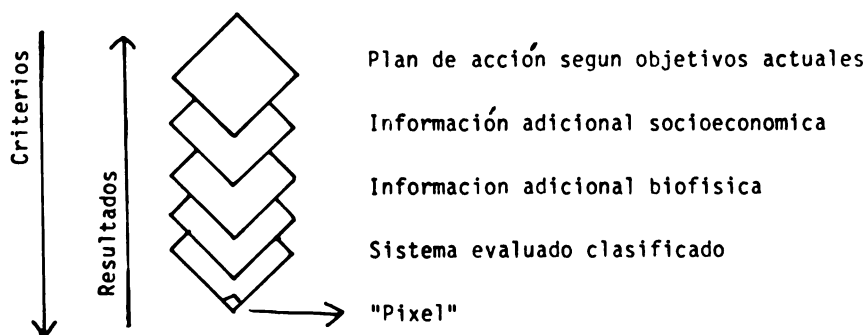 Criterios
Resultados
Plan de acción segun objetivos actuales
Información adicional socioeconomica
Informacion adicional biofisica
Sistema evaluado clasificado
"Pixel"